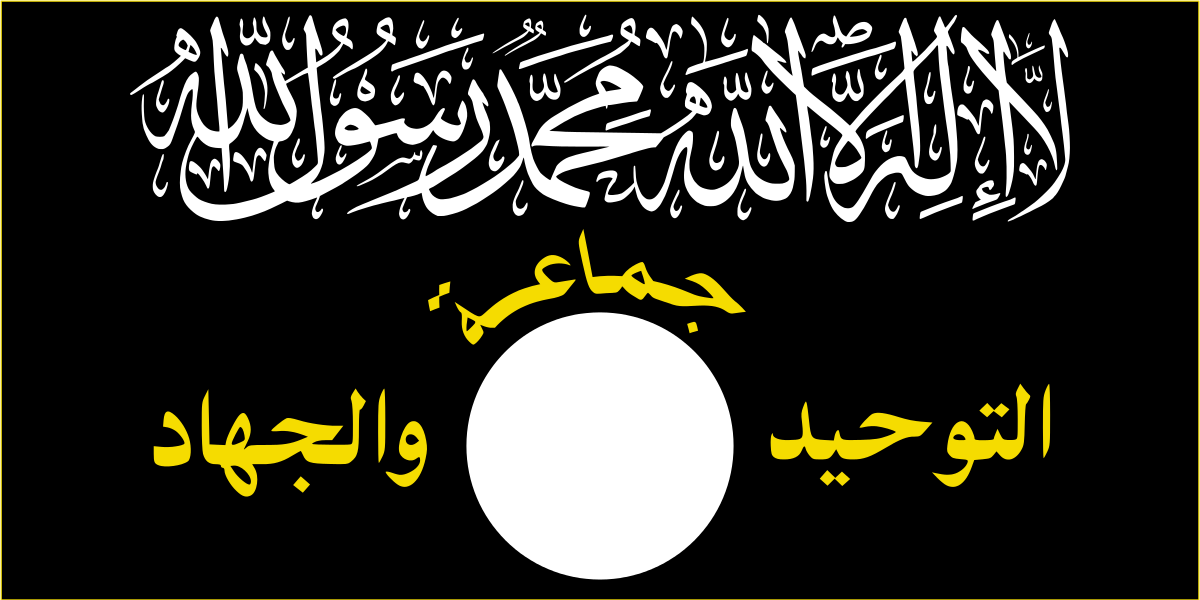 لا إله إلا الله محمد رسول الله
جماعة
التوحيد والجهاد